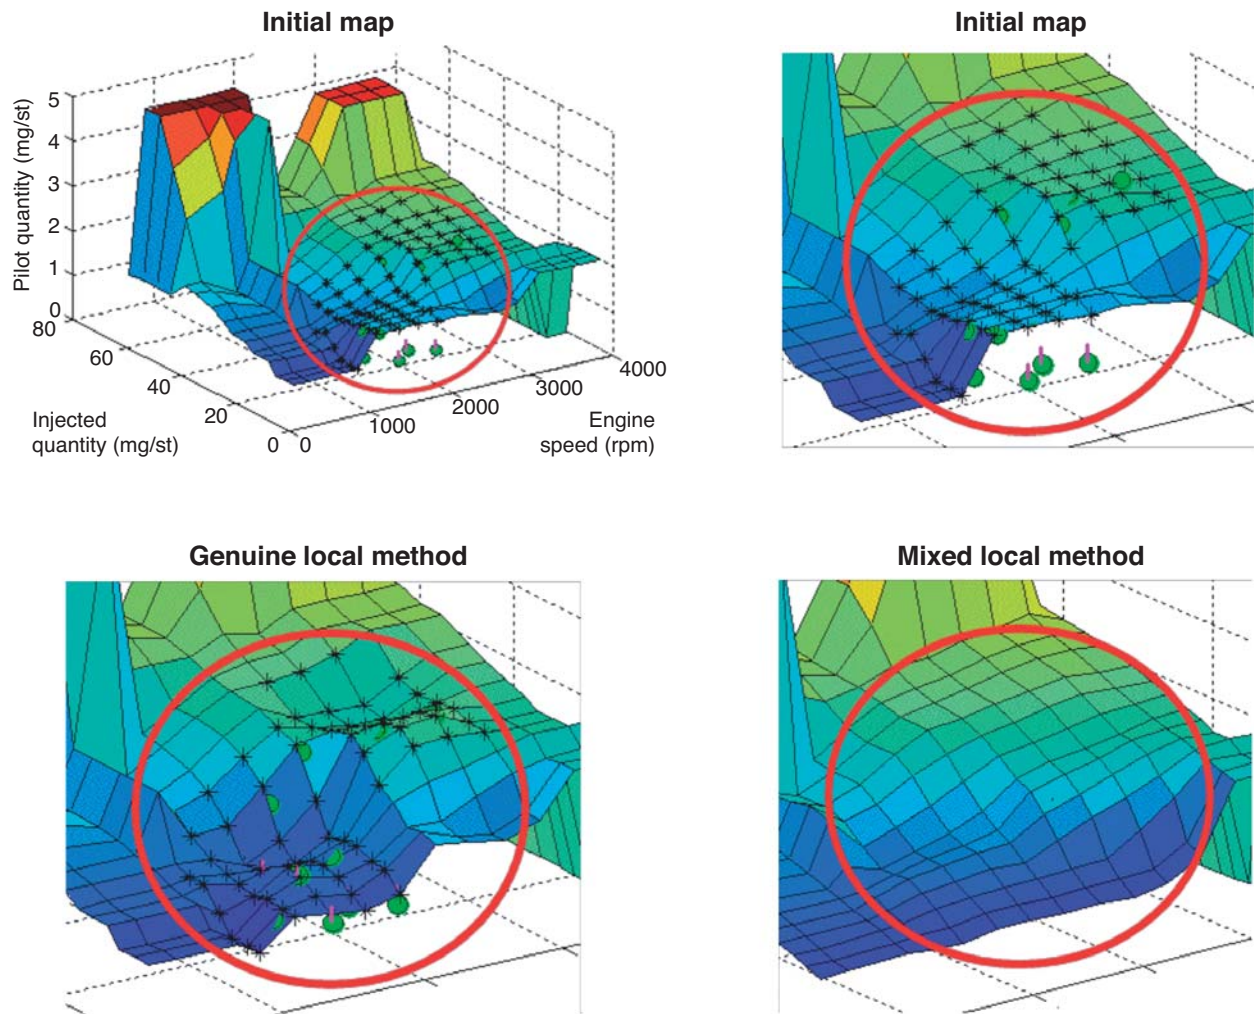 Initial map
Initial map
Pilot quantity (mg/st)
5
4
3
2
1
0
80
60
40
20
0
0
1000
2000
3000
4000
Injected
quantity (mg/st)
Engine
speed (rpm)
Genuine local method
Mixed local method